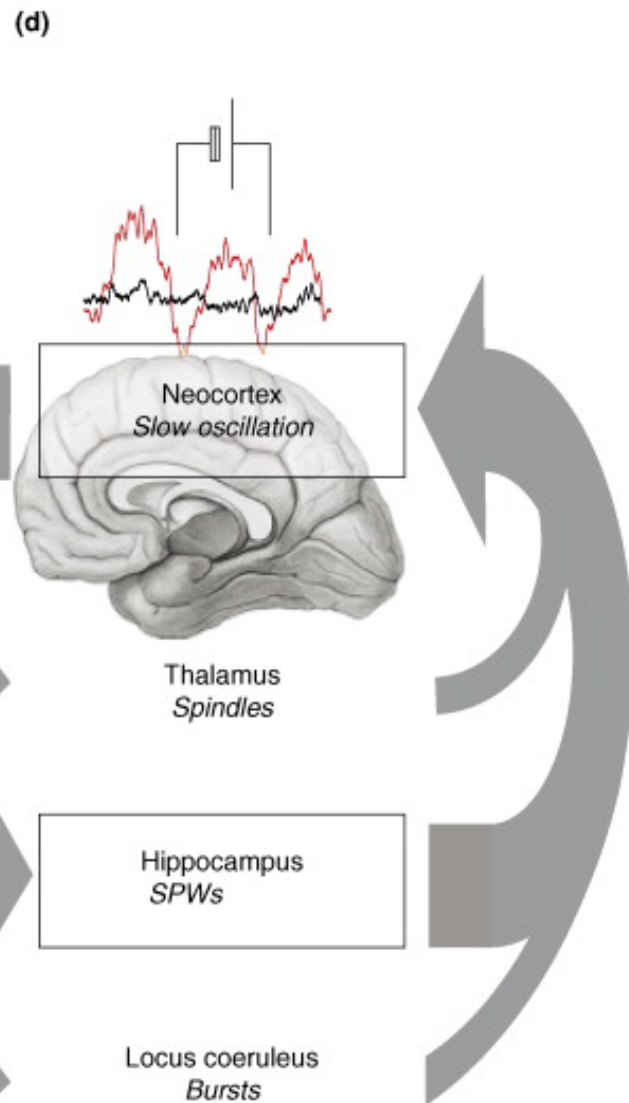 (d)
Neocortex
Slow oscillation
Thalamus
Spindles
Hippocampus
SPWs
Locus coeruleus
Bursts